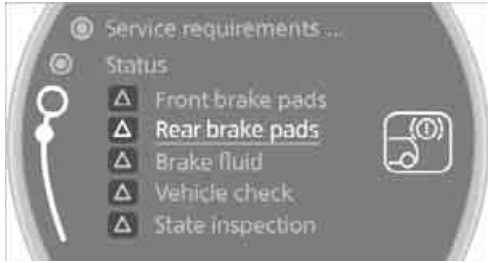 Service requirements ...
Status
Front brake pads
Rear brake pads
Brake fluid
Vehicle check
State inspection